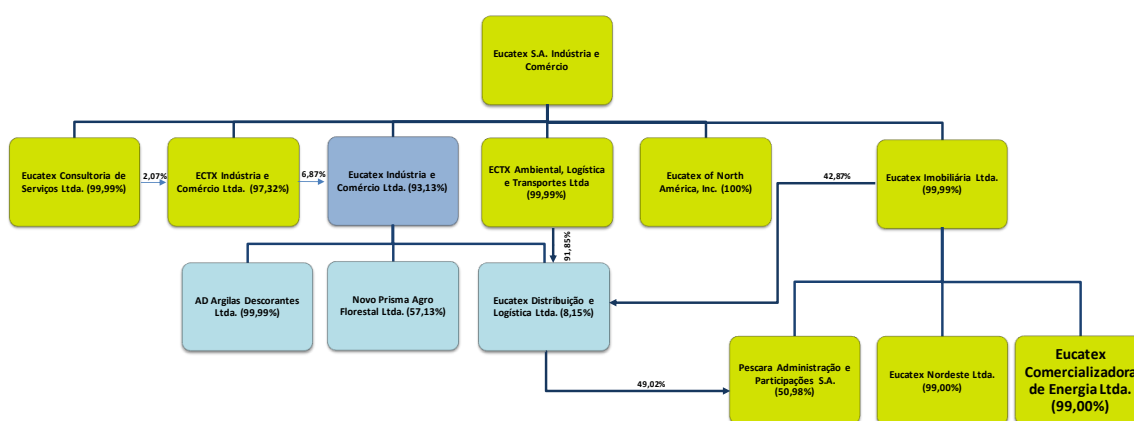 Eucatex S.A. Indústria e
Comércio
Eucatex Consultoria de
Serviços Ltda. (99,99%)
2,07%
ECTX Indústria e
Comércio Ltda. (97,32%)
6,87%
Eucatex Indústria e
Comércio Ltda. (93,13%)
ECTX Ambiental, Logística
e Transportes Ltda
(99,99%)
Eucatex of North
América, Inc. (100%)
42,87%
Eucatex Imobiliária Ltda.
(99,99%)
91,85%
AD Argilas Descorantes
Ltda. (99,99%)
Novo Prisma Agro
Florestal Ltda. (57,13%)
Eucatex Distribuição e
Logística Ltda. (8,15%)
49,02%
Pescara Administração e
Participações S.A.
(50,98%)
Eucatex Nordeste Ltda.
(99,00%)
Eucatex
Comercializadora
de Energia Ltda.
(99,00%)